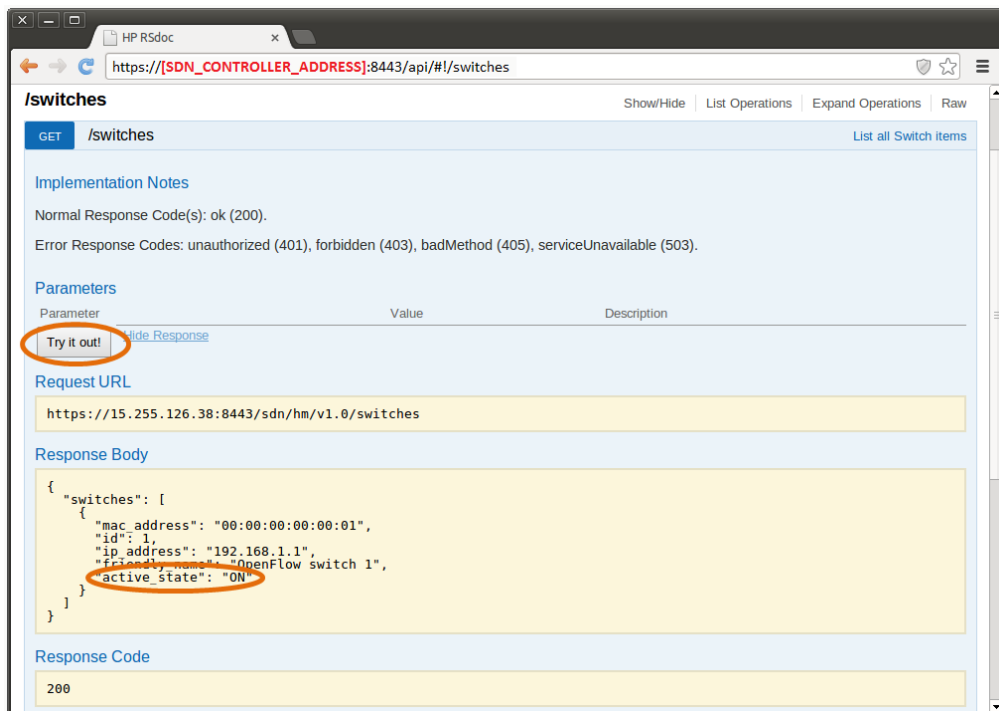 HP RSdoc
https://[SDN_CONTROLLER_ADDRESS]:8443/api/#!/switches
/switches Show/Hide List Operations Expand Operations Raw
GET /switches List all Switch items
Implementation Notes
Normal Response Code(s): ok (200).
Error Response Codes: unauthorized (401), forbidden (403), badMethod (405), serviceUnavailable (503).
Parameters
Parameter Value Description
Try it out! Hide Response
Request URL
https://15.255.126.38:8443/sdn/hm/v1.0/switches
Response Body
{
"switches": [
{
"mac_address": "00:00:00:00:00:01",
"id": 1,
"ip_address": "192.168.1.1",
"friendly_name": "OpenFlow switch 1",
"active_state": "ON"
}
]
}
Response Code
200